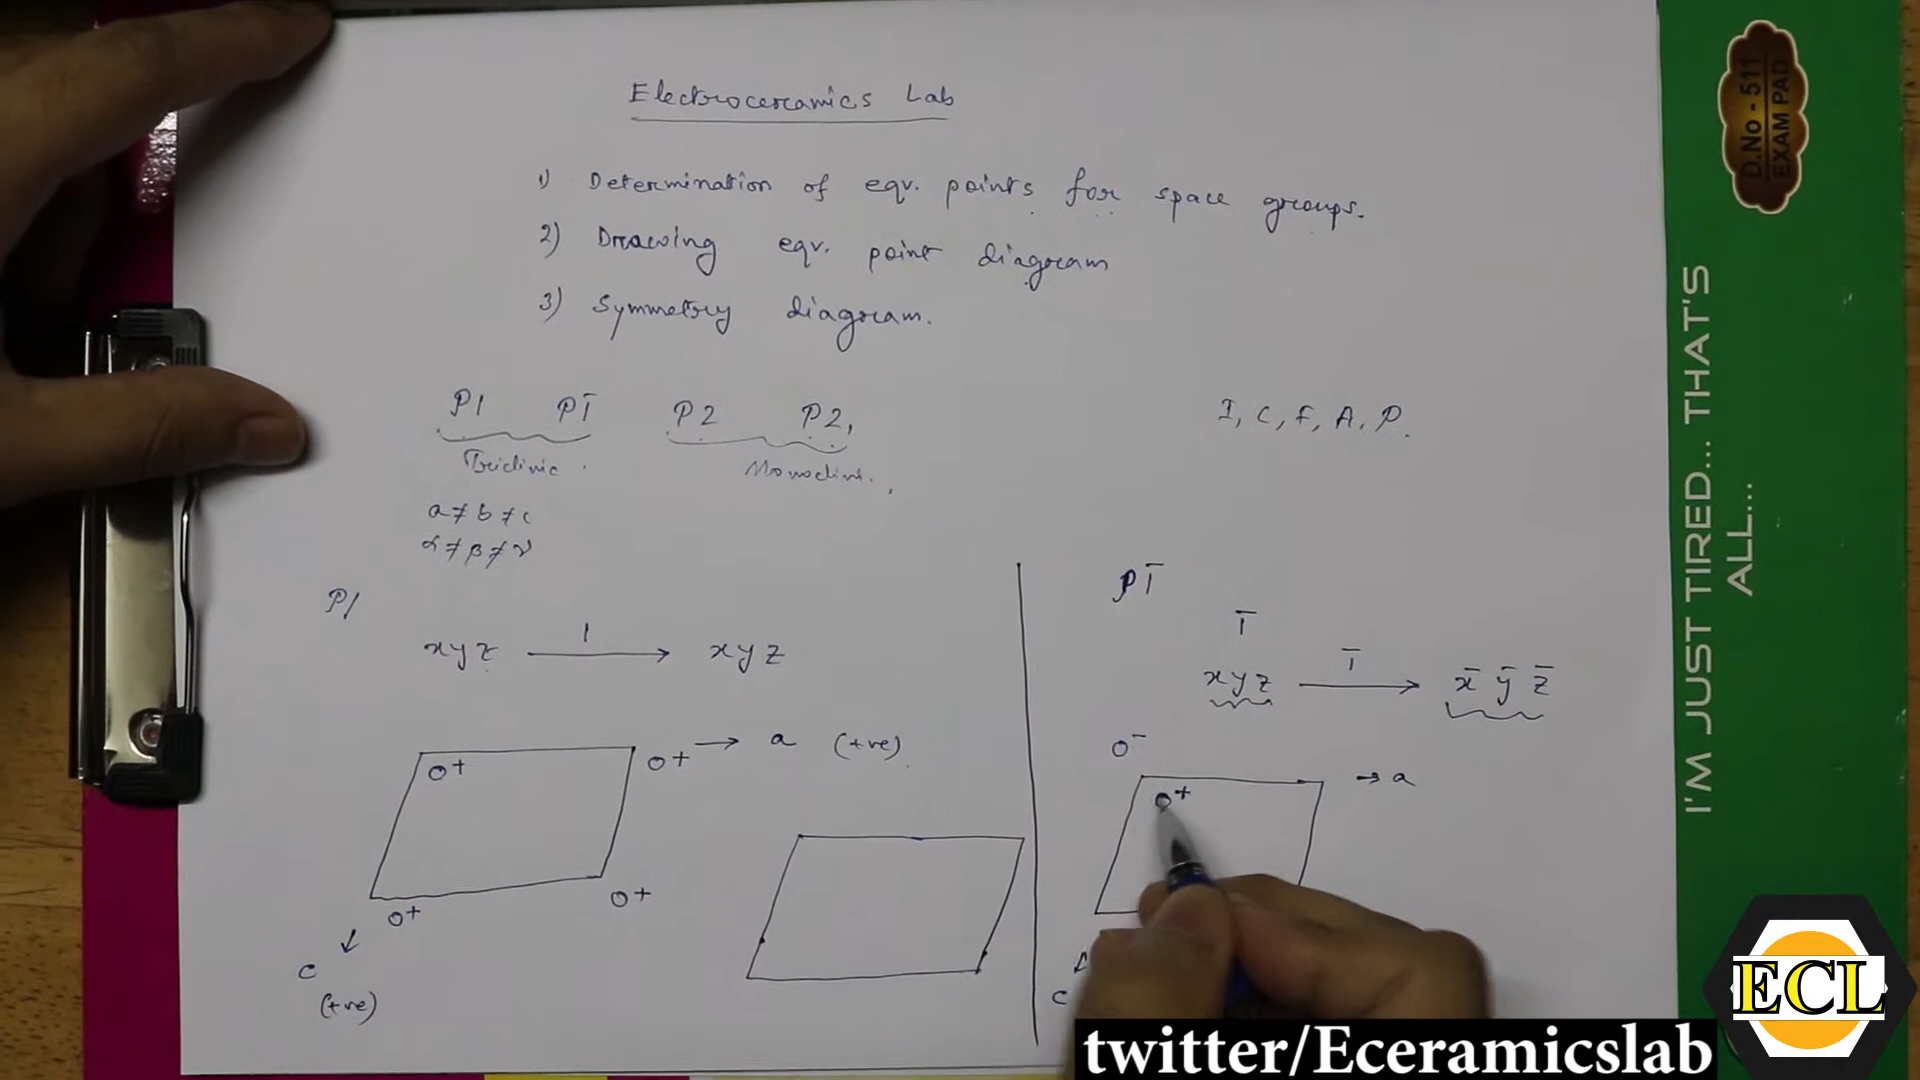 Electroceramics Lab
1) Determination of eqv. points for space groups.
2) Drawing eqv. point diagram
3) Symmetry diagram.
P1 P1̅ P2 P2₁
I, C, F, A, P.
Triclinic. Monoclini.,
a ≠ b ≠ c
α ≠ β ≠ γ
P1
xyz 1 → xyz
o+ o+ → a (+ve)
o+ o+
↓
c
(+ve)
P1̅
1̅
xyz 1̅ → x̅ y̅ z̅
o-
o+ → a
c
D.No - 511
EXAM PAD
I'M JUST TIRED... THAT'S
ALL...
ECL
twitter/Eceramicslab